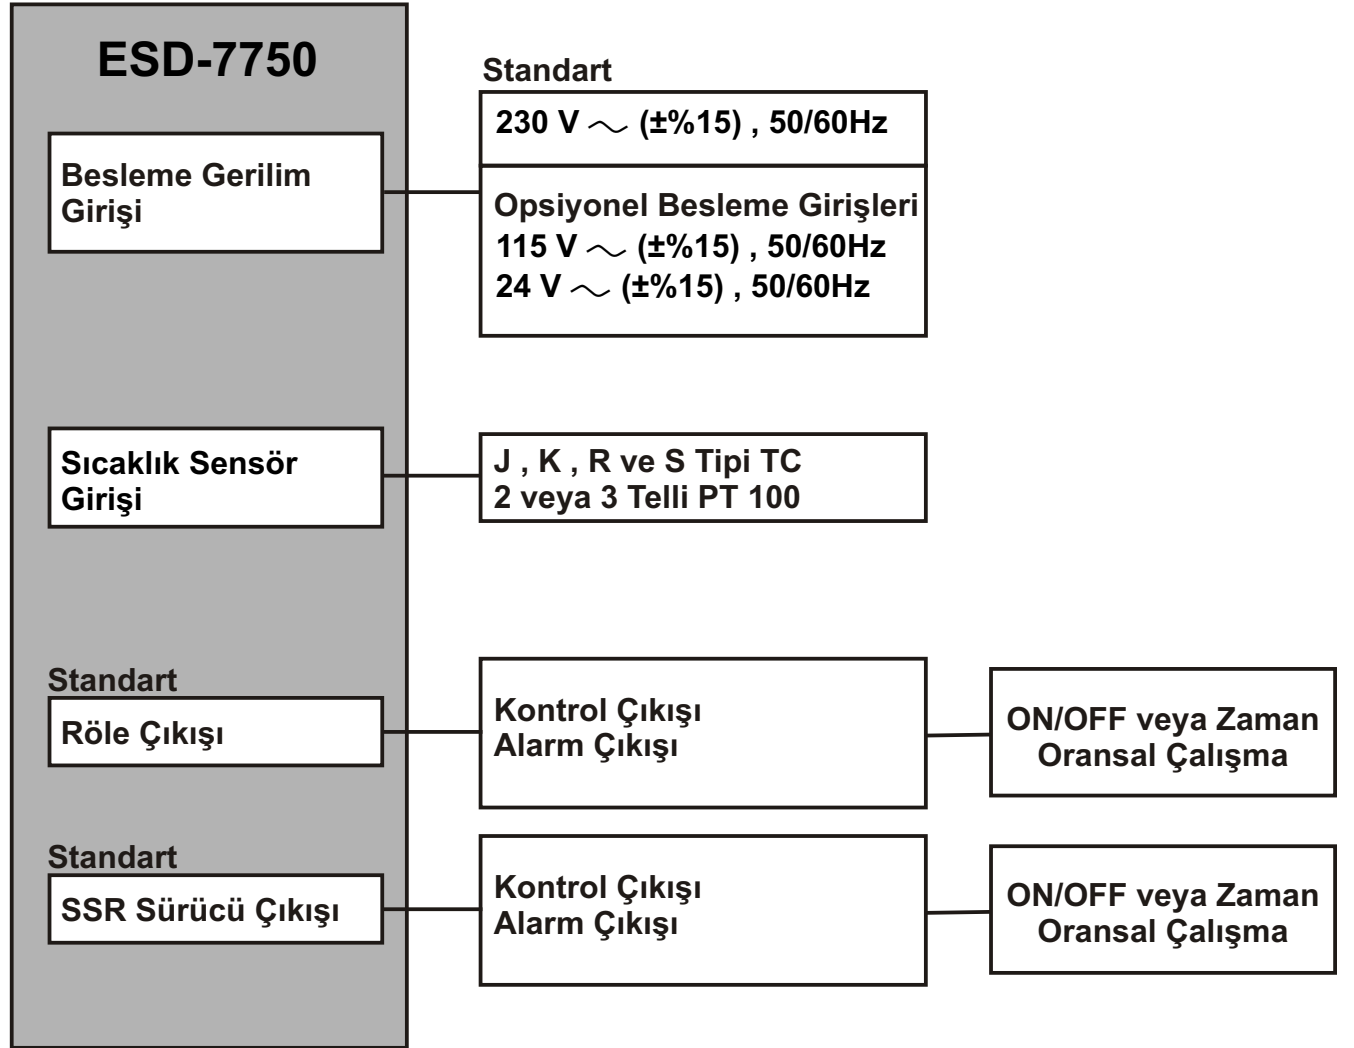 ESD-7750
Besleme Gerilim
Girişi
Standart
230 V ~ (±%15) , 50/60Hz
Opsiyonel Besleme Girişleri
115 V ~ (±%15) , 50/60Hz
24 V ~ (±%15) , 50/60Hz
Sıcaklık Sensör
Girişi
J , K , R ve S Tipi TC
2 veya 3 Telli PT 100
Standart
Röle Çıkışı
Kontrol Çıkışı
Alarm Çıkışı
ON/OFF veya Zaman
Oransal Çalışma
Standart
SSR Sürücü Çıkışı
Kontrol Çıkışı
Alarm Çıkışı
ON/OFF veya Zaman
Oransal Çalışma